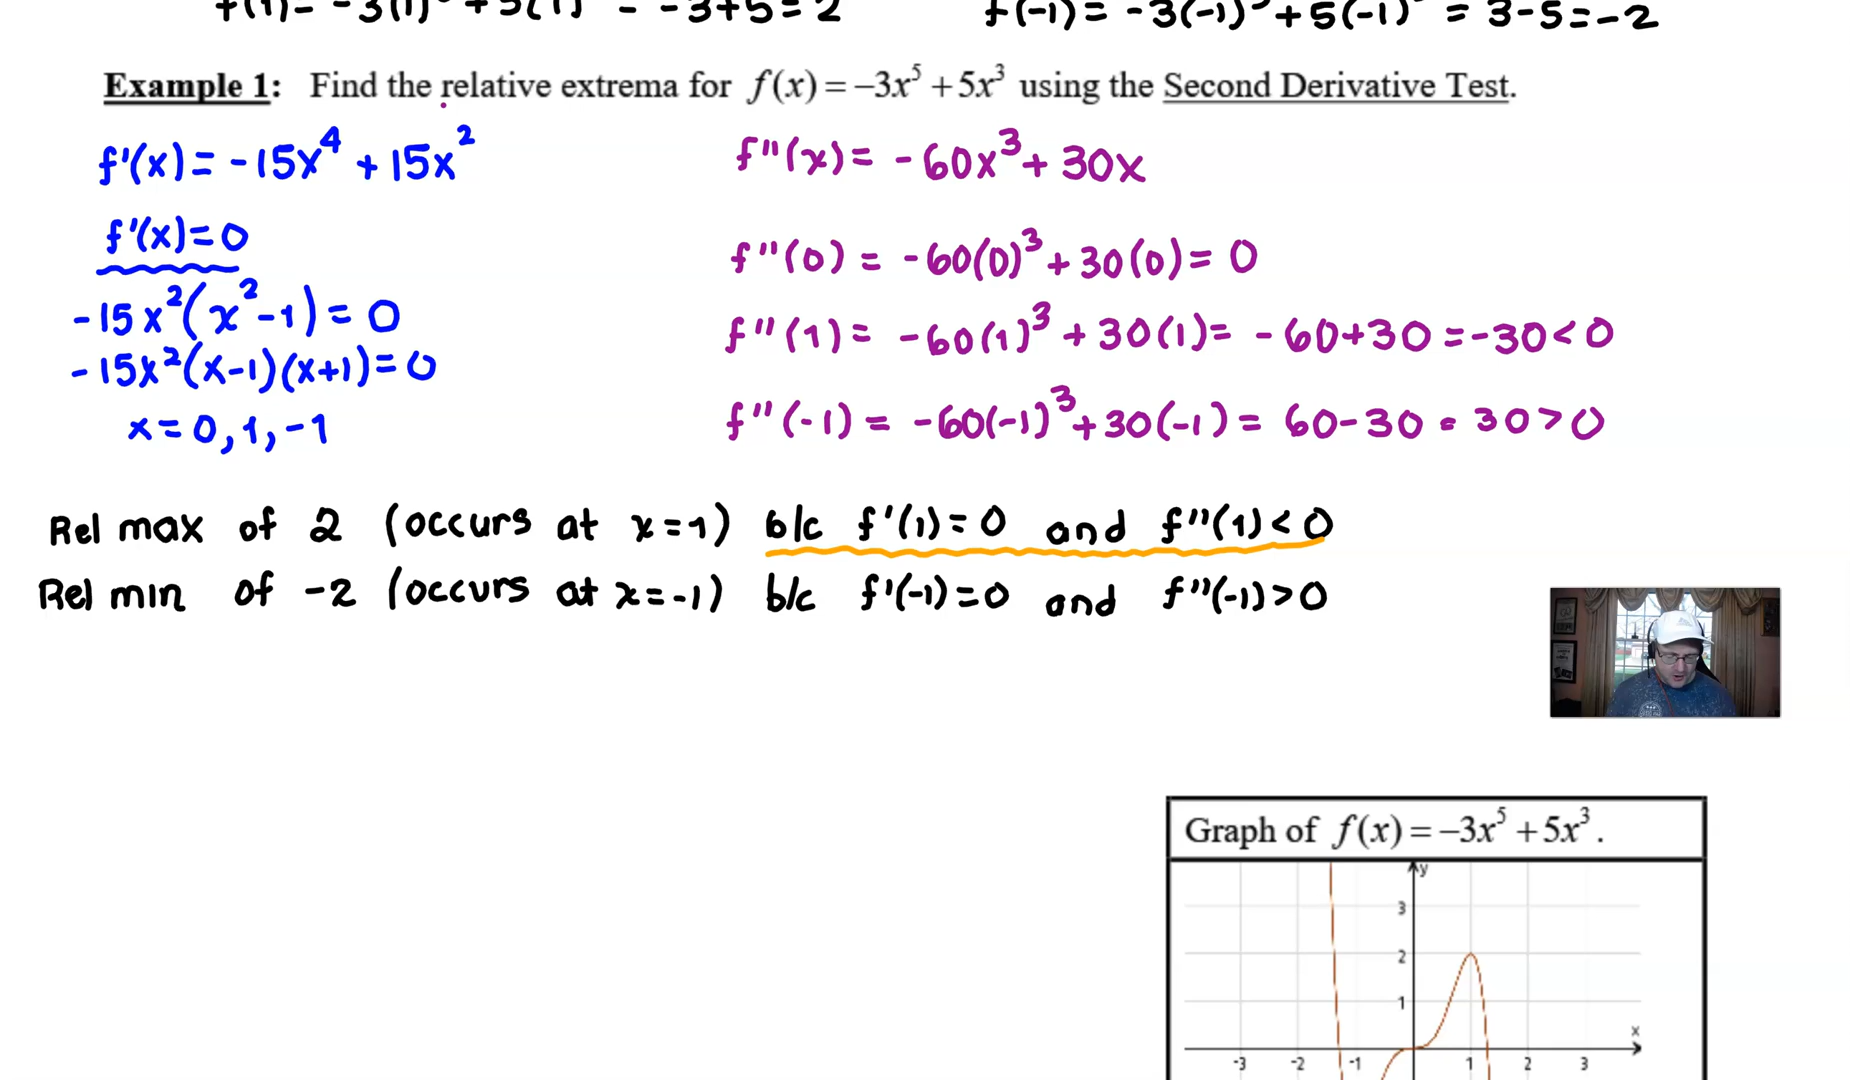 f(1) = -3(1) + 5(1) = -3+5=2
f(-1) = -3(-1)⁵ + 5(-1)³ = 3-5=-2
Example 1: Find the relative extrema for f(x) = -3x⁵ + 5x³ using the Second Derivative Test.
f'(x) = -15x⁴ + 15x²
f'(x)=0
-15x²(x²-1) = 0
-15x²(x-1)(x+1)=0
x=0,1,-1
f''(x) = -60x³ + 30x
f''(0) = -60(0)³ + 30(0) = 0
f''(1) = -60(1)³ + 30(1) = -60+30 = -30 < 0
f''(-1) = -60(-1)³ + 30(-1) = 60-30 = 30 > 0
Rel max of 2 (occurs at x=1) b/c f'(1)=0 and f''(1)<0
Rel min of -2 (occurs at x=-1) b/c f'(-1)=0 and f''(-1)>0
Graph of f(x) = -3x⁵ + 5x³.
y
3
2
1
x
-3 -2 -1 1 2 3